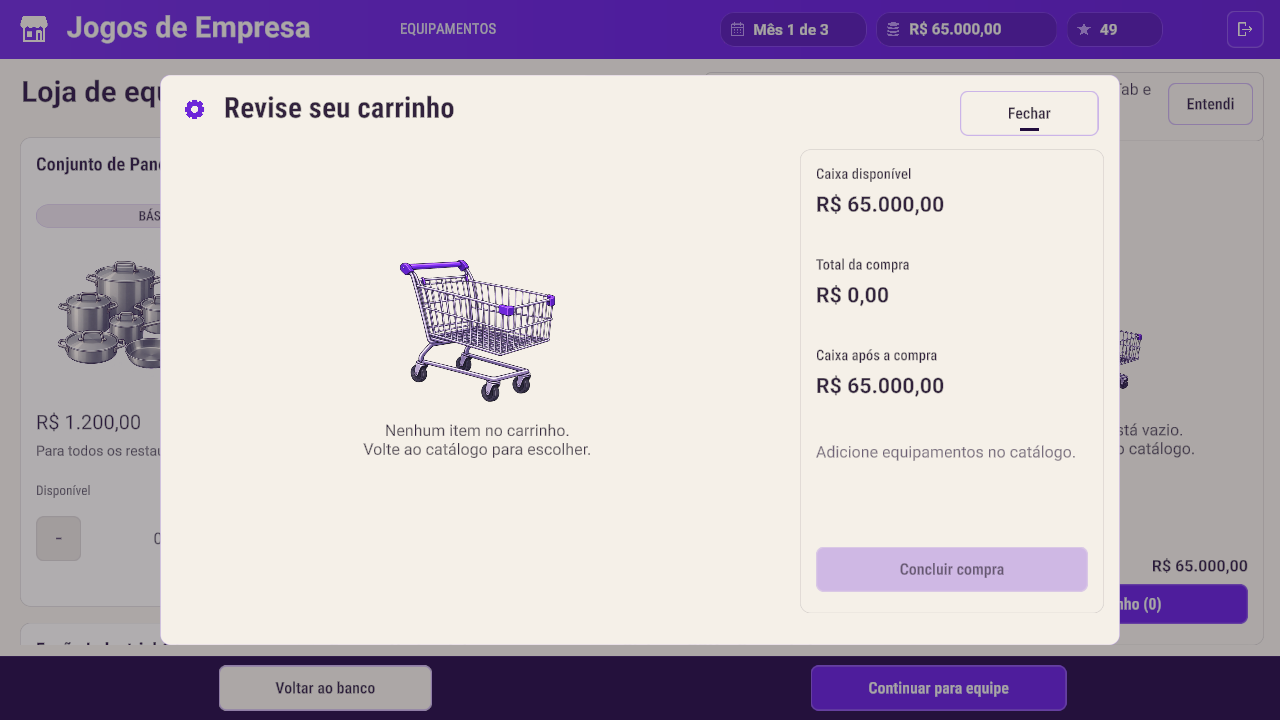 Jogos de Empresa
EQUIPAMENTOS
Mês 1 de 3
R$ 65.000,00
49
Loja de equ
ab e
Entendi
Revise seu carrinho
Fechar
Conjunto de Pan
BÁS
R$ 1.200,00
Para todos os restau
Disponível
-
Nenhum item no carrinho.
Volte ao catálogo para escolher.
Caixa disponível
R$ 65.000,00
Total da compra
R$ 0,00
Caixa após a compra
R$ 65.000,00
Adicione equipamentos no catálogo.
Concluir compra
stá vazio.
o catálogo.
R$ 65.000,00
nho (0)
Voltar ao banco
Continuar para equipe